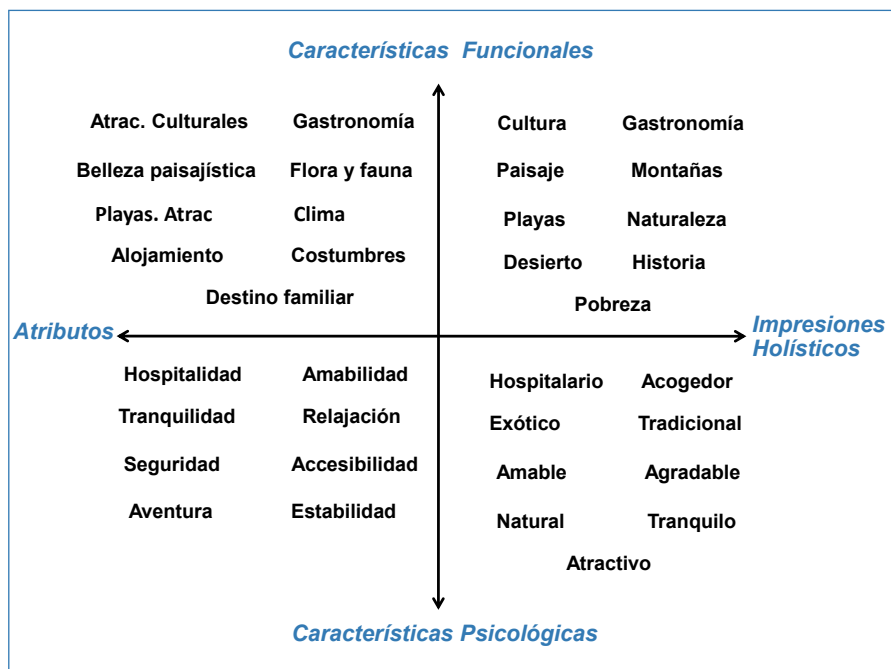 Características Funcionales
Atrac. Culturales Gastronomía
Cultura Gastronomía
Belleza paisajística Flora y fauna
Paisaje Montañas
Playas. Atrac Clima
Playas Naturaleza
Alojamiento Costumbres
Desierto Historia
Destino familiar
Pobreza
Atributos
Impresiones
Holísticos
Hospitalidad Amabilidad
Hospitalario Acogedor
Tranquilidad Relajación
Exótico Tradicional
Seguridad Accesibilidad
Amable Agradable
Aventura Estabilidad
Natural Tranquilo
Atractivo
Características Psicológicas